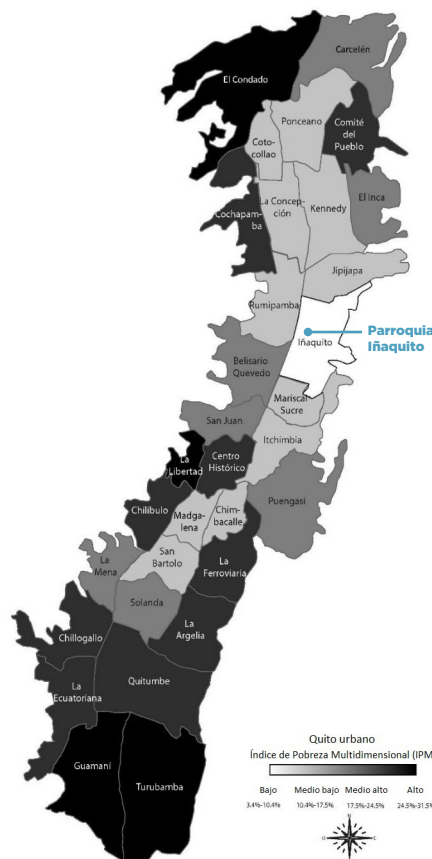 Carcelén
El Condado
Ponceano
Comité
del
Pueblo
Coto-
collao
El Inca
La Concep-
ción
Kennedy
Cochapam-
ba
Jipijapa
Rumipamba
Iñaquito
Parroquia
Iñaquito
Belisario
Quevedo
Mariscal
Sucre
San Juan
Itchimbia
La
Libertad
Centro
Histórico
Puengasí
Chilibulo
Madga-
lena
Chim-
bacalle
San
Bartolo
La
Mena
La
Ferroviaria
Solanda
La
Argelia
Chillogallo
La
Ecuatoriana
Quitumbe
Guamaní
Turubamba
Quito urbano
Índice de Pobreza Multidimensional (IPM
Bajo Medio bajo Medio alto Alto
3.4%-10.4% 10.4%-17.5% 17.5%-24.5% 24.5%-31.5%